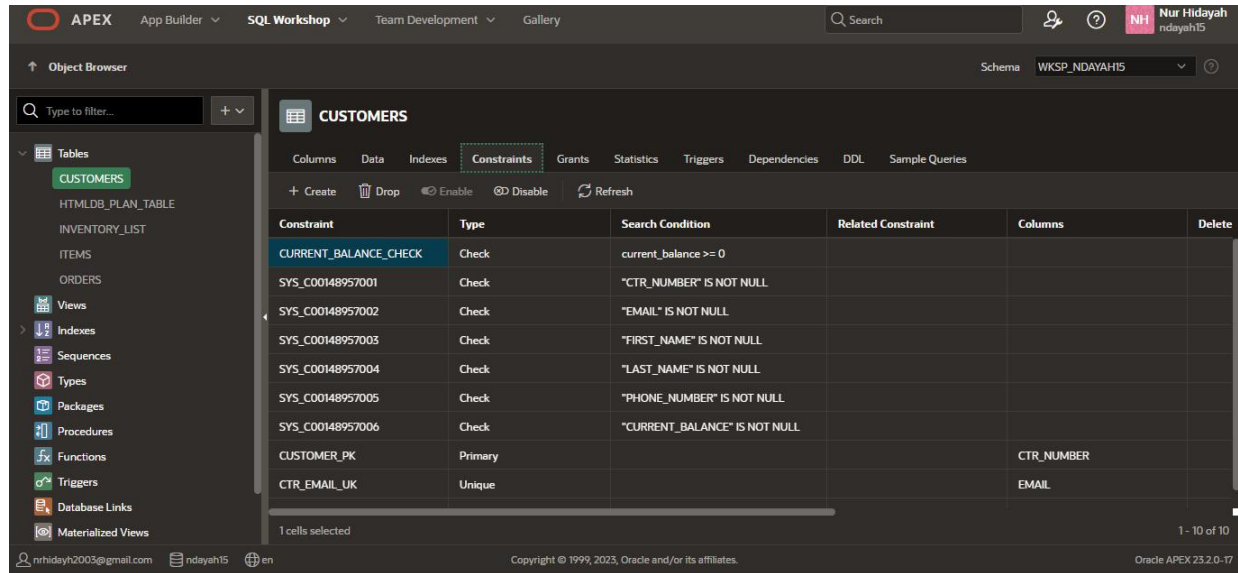 APEX App Builder SQL Workshop Team Development Gallery Search NH Nur Hidayah
ndayah15
Object Browser Schema WKSP_NDAYAH15
Type to filter...
CUSTOMERS
Tables
CUSTOMERS
HTMLDB_PLAN_TABLE
INVENTORY_LIST
ITEMS
ORDERS
Views
Indexes
Sequences
Types
Packages
Procedures
Functions
Triggers
Database Links
Materialized Views
Columns Data Indexes Constraints Grants Statistics Triggers Dependencies DDL Sample Queries
+ Create Drop Enable Disable Refresh
Constraint Type Search Condition Related Constraint Columns Delete
CURRENT_BALANCE_CHECK Check current_balance >= 0
SYS_C00148957001 Check "CTR_NUMBER" IS NOT NULL
SYS_C00148957002 Check "EMAIL" IS NOT NULL
SYS_C00148957003 Check "FIRST_NAME" IS NOT NULL
SYS_C00148957004 Check "LAST_NAME" IS NOT NULL
SYS_C00148957005 Check "PHONE_NUMBER" IS NOT NULL
SYS_C00148957006 Check "CURRENT_BALANCE" IS NOT NULL
CUSTOMER_PK Primary CTR_NUMBER
CTR_EMAIL_UK Unique EMAIL
1 cells selected 1 - 10 of 10
nrhidayh2003@gmail.com ndayah15 en Copyright © 1999, 2023, Oracle and/or its affiliates. Oracle APEX 23.2.0-17